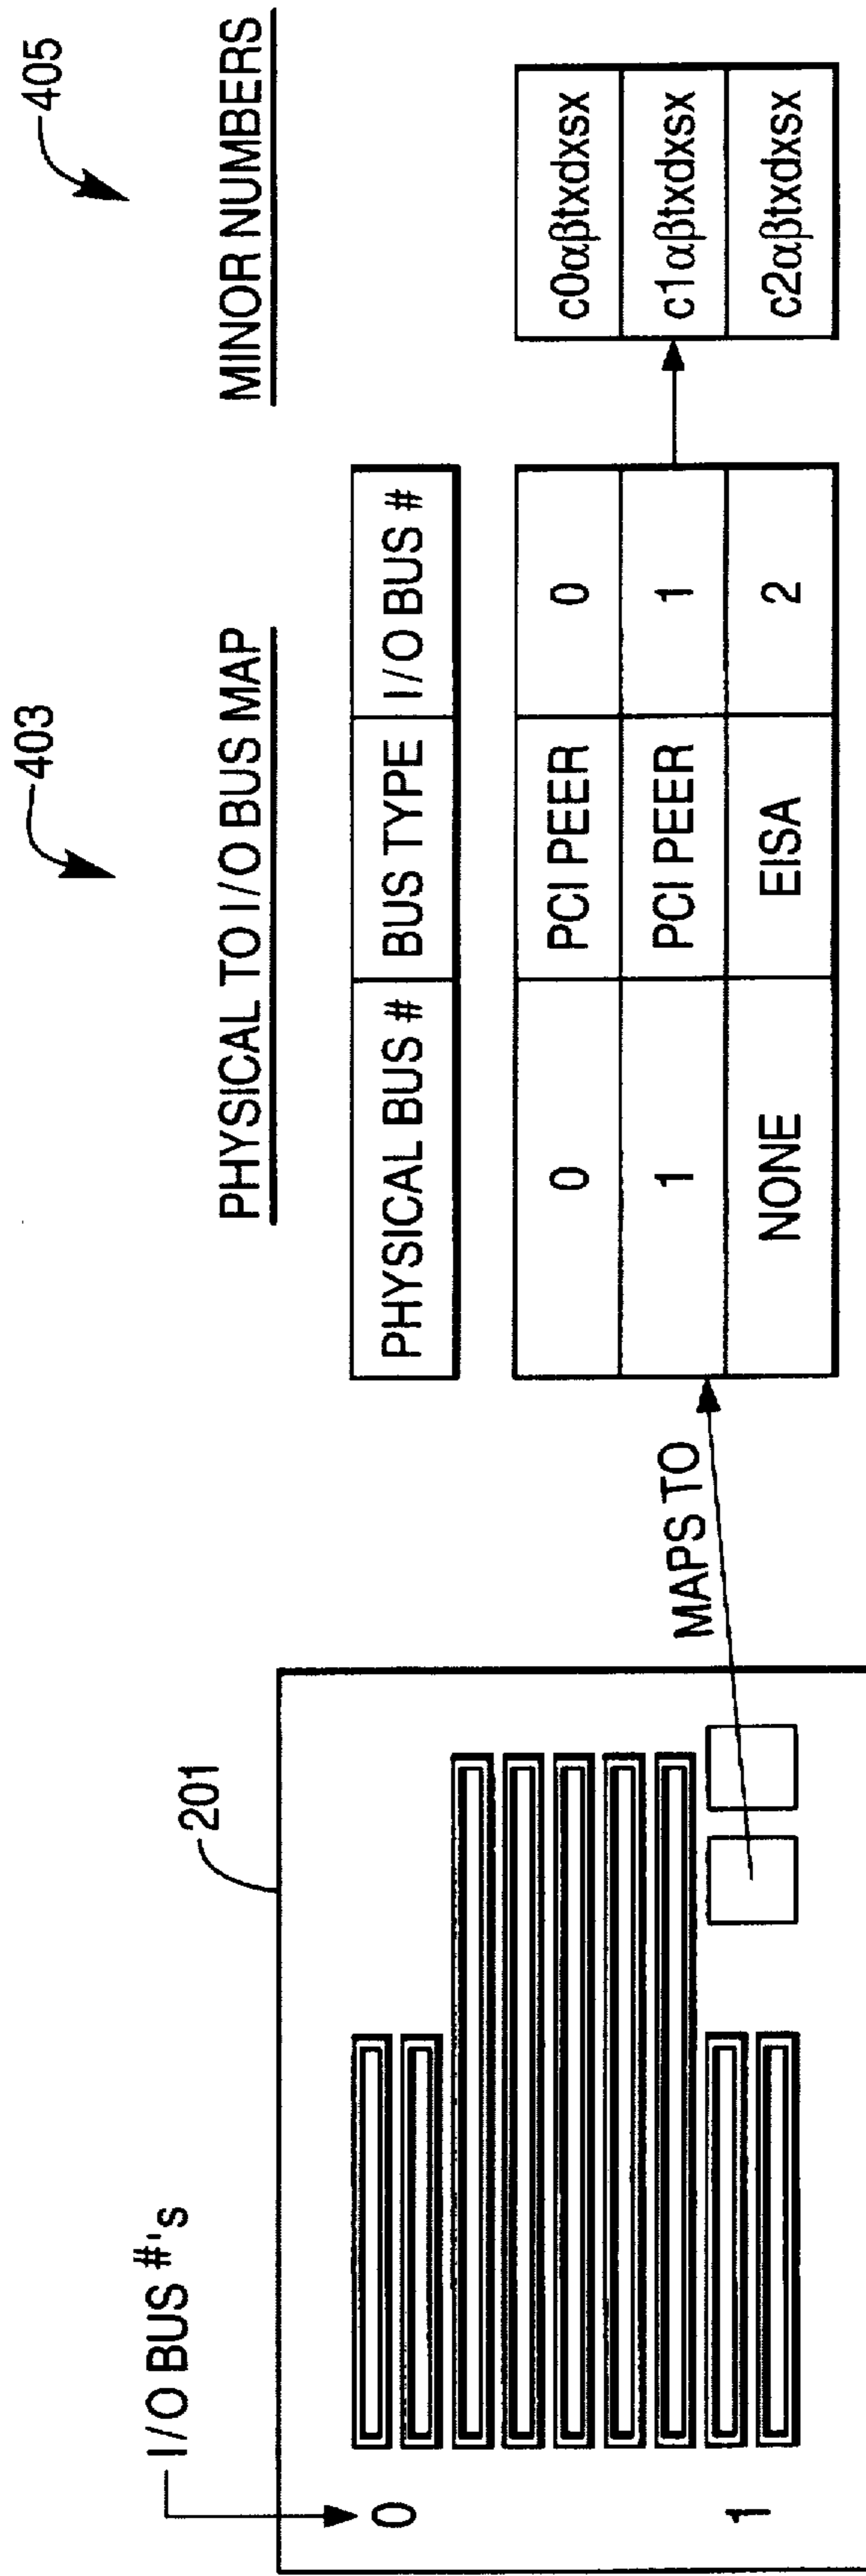 I/O BUS #'s
201
0
1
MAPS TO
403
PHYSICAL TO I/O BUS MAP
PHYSICAL BUS # BUS TYPE I/O BUS #
0 PCI PEER 0
1 PCI PEER 1
NONE EISA 2
405
MINOR NUMBERS
c0αβtxdxsx
c1αβtxdxsx
c2αβtxdxsx